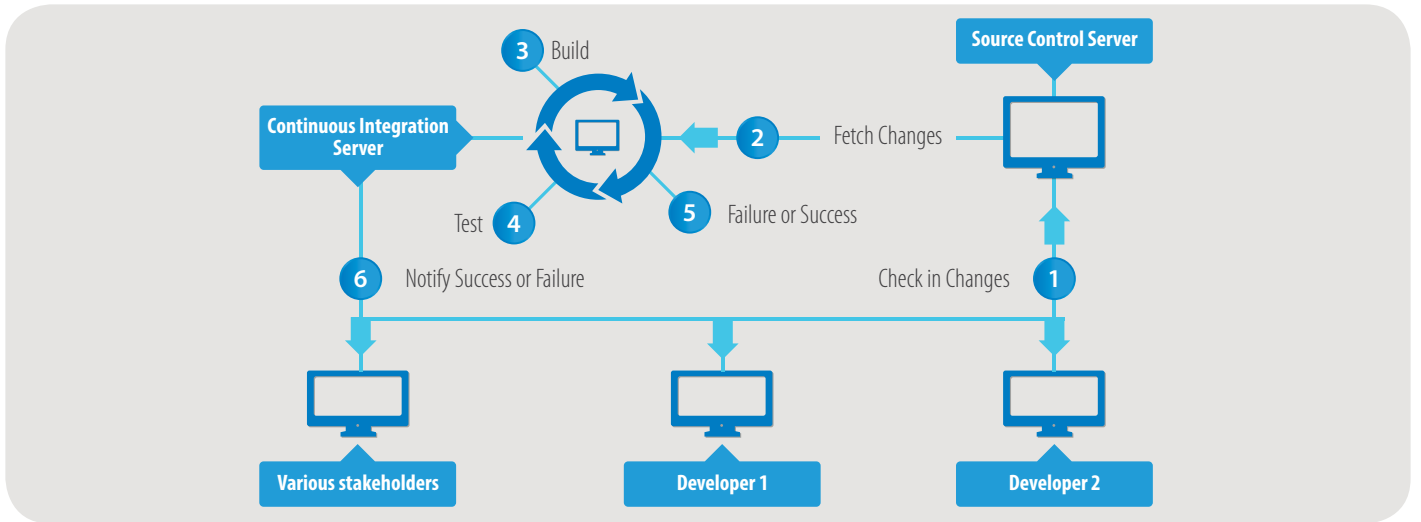 Source Control Server
3 Build
Continuous Integration
Server
2 Fetch Changes
Test 4
5 Failure or Success
6 Notify Success or Failure
Check in Changes 1
Various stakeholders
Developer 1
Developer 2